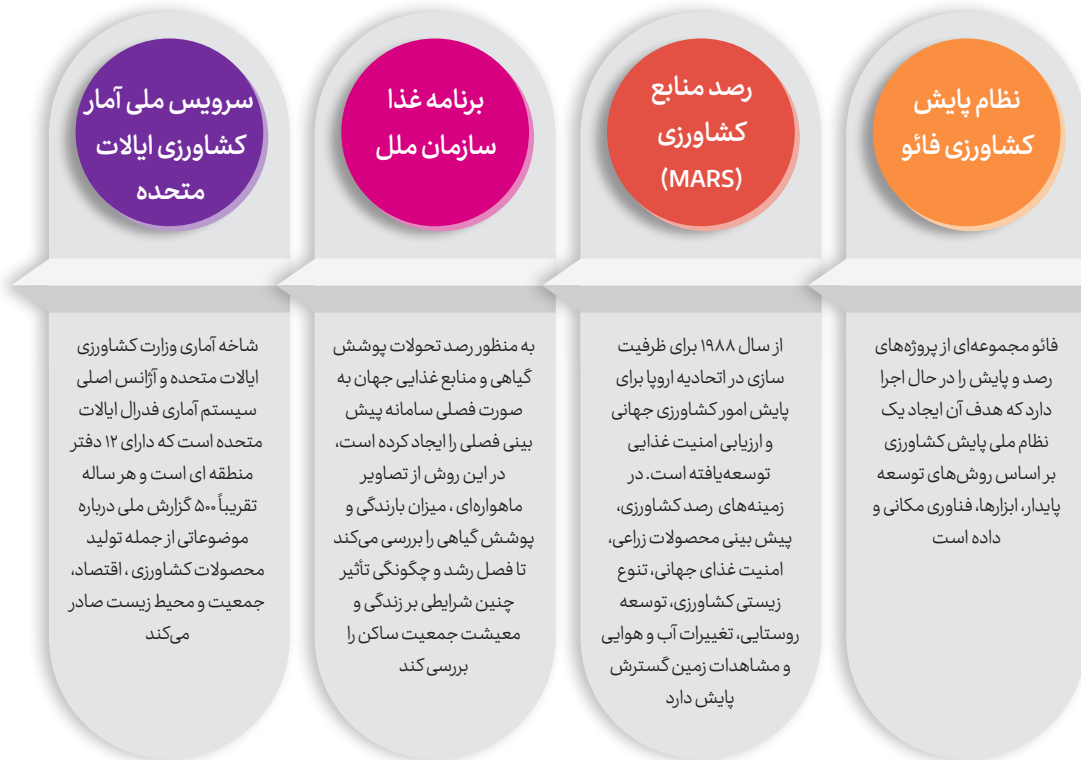 نظام پایش
کشاورزی فائو
فائو مجموعه‌ای از پروژه‌های
رصد و پایش را در حال اجرا
دارد که هدف آن ایجاد یک
نظام ملی پایش کشاورزی
بر اساس روش‌های توسعه
پایدار، ابزارها، فناوری مکانی و
داده است
رصد منابع
کشاورزی
(MARS)
از سال ۱۹۸۸ برای ظرفیت
سازی در اتحادیه اروپا برای
پایش امور کشاورزی جهانی
و ارزیابی امنیت غذایی
توسعه‌یافته است. در
زمینه‌های رصد کشاورزی،
پیش بینی محصولات زراعی،
امنیت غذای جهانی، تنوع
زیستی کشاورزی، توسعه
روستایی، تغییرات آب و هوایی
و مشاهدات زمین گسترش
پایش دارد
برنامه غذا
سازمان ملل
به منظور رصد تحولات پوشش
گیاهی و منابع غذایی جهان به
صورت فصلی سامانه پیش
بینی فصلی را ایجاد کرده است،
در این روش از تصاویر
ماهواره‌ای ، میزان بارندگی و
پوشش گیاهی را بررسی می‌کند
تا فصل رشد و چگونگی تأثیر
چنین شرایطی بر زندگی و
معیشت جمعیت ساکن را
بررسی کند
سرویس ملی آمار
کشاورزی ایالات
متحده
شاخه آماری وزارت کشاورزی
ایالات متحده و آژانس اصلی
سیستم آماری فدرال ایالات
متحده است که دارای ۱۲ دفتر
منطقه ای است و هر ساله
تقریباً ۵۰۰ گزارش ملی درباره
موضوعاتی از جمله تولید
محصولات کشاورزی ، اقتصاد،
جمعیت و محیط زیست صادر
می‌کند